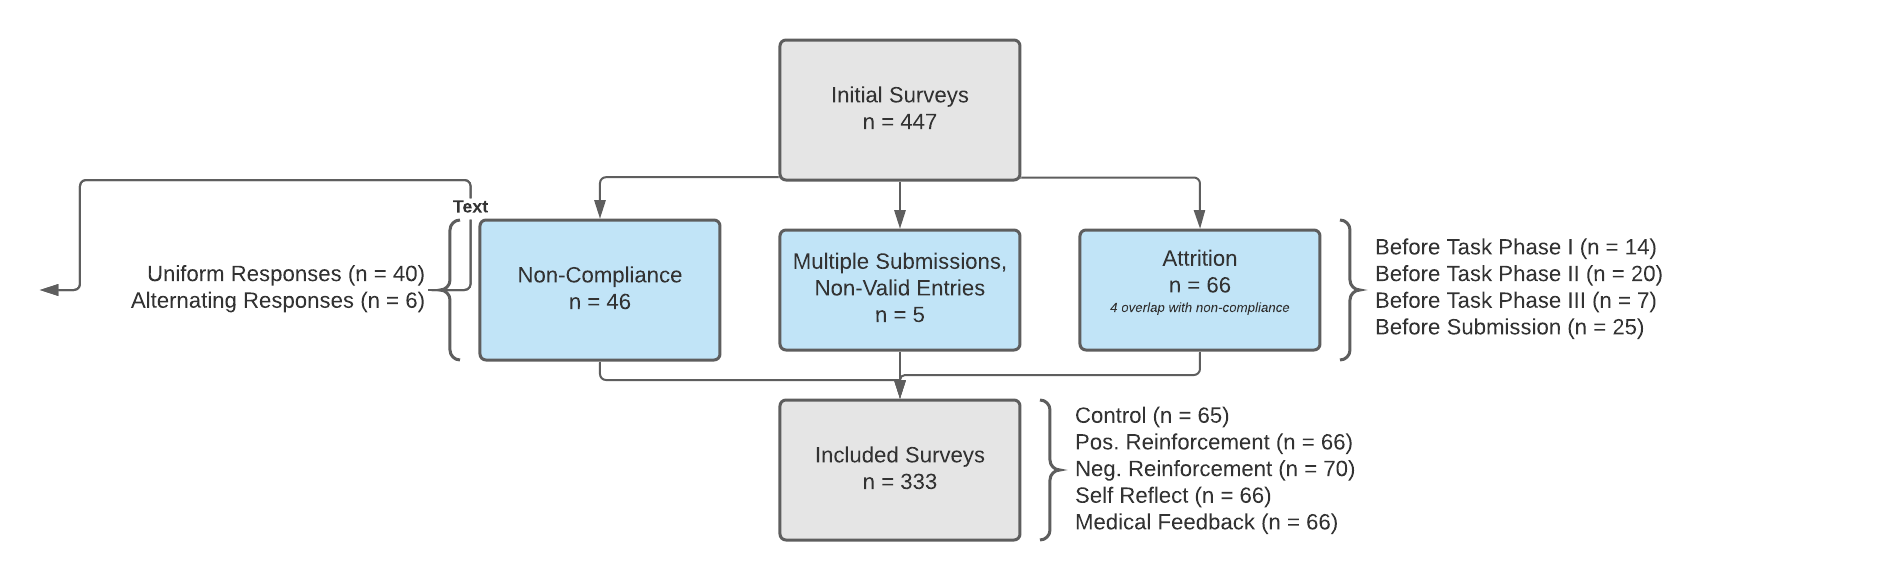 Initial Surveys
n = 447
Text
Uniform Responses (n = 40)
Alternating Responses (n = 6)
Non-Compliance
n = 46
Multiple Submissions,
Non-Valid Entries
n = 5
Attrition
n = 66
4 overlap with non-compliance
Before Task Phase I (n = 14)
Before Task Phase II (n = 20)
Before Task Phase III (n = 7)
Before Submission (n = 25)
Included Surveys
n = 333
Control (n = 65)
Pos. Reinforcement (n = 66)
Neg. Reinforcement (n = 70)
Self Reflect (n = 66)
Medical Feedback (n = 66)